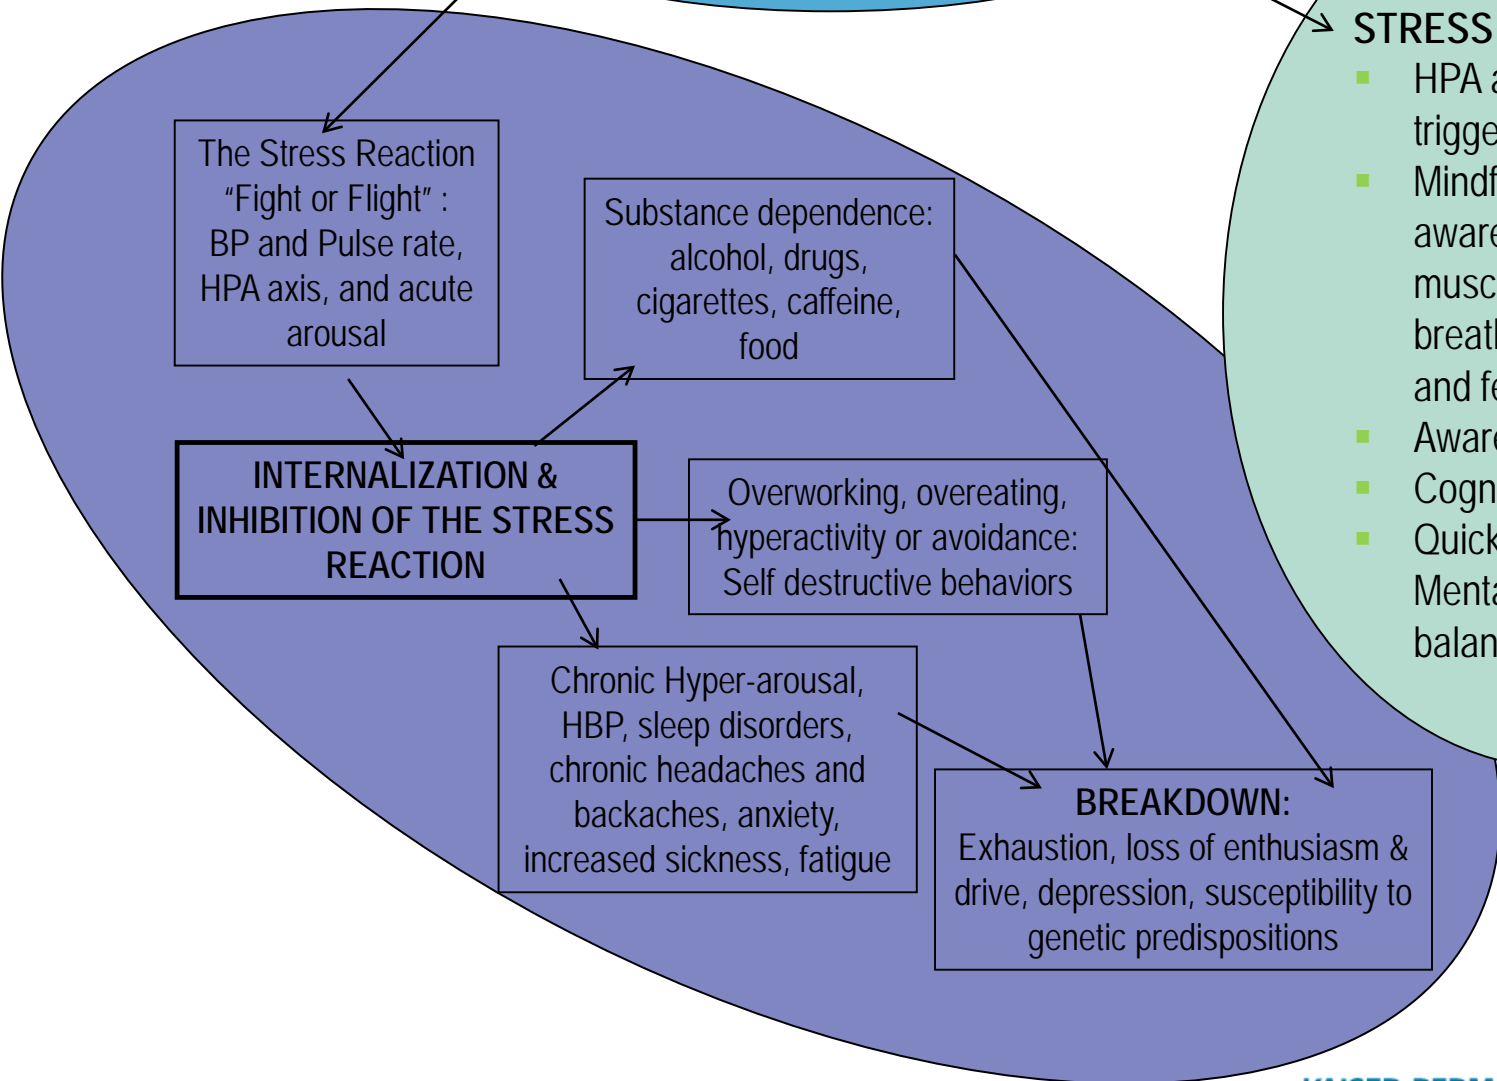 The Stress Reaction
“Fight or Flight” :
BP and Pulse rate,
HPA axis, and acute
arousal
Substance dependence:
alcohol, drugs,
cigarettes, caffeine,
food
INTERNALIZATION &
INHIBITION OF THE STRESS
REACTION
Overworking, overeating,
hyperactivity or avoidance:
Self destructive behaviors
Chronic Hyper-arousal,
HBP, sleep disorders,
chronic headaches and
backaches, anxiety,
increased sickness, fatigue
BREAKDOWN:
Exhaustion, loss of enthusiasm &
drive, depression, susceptibility to
genetic predispositions
STRESS
HPA
and